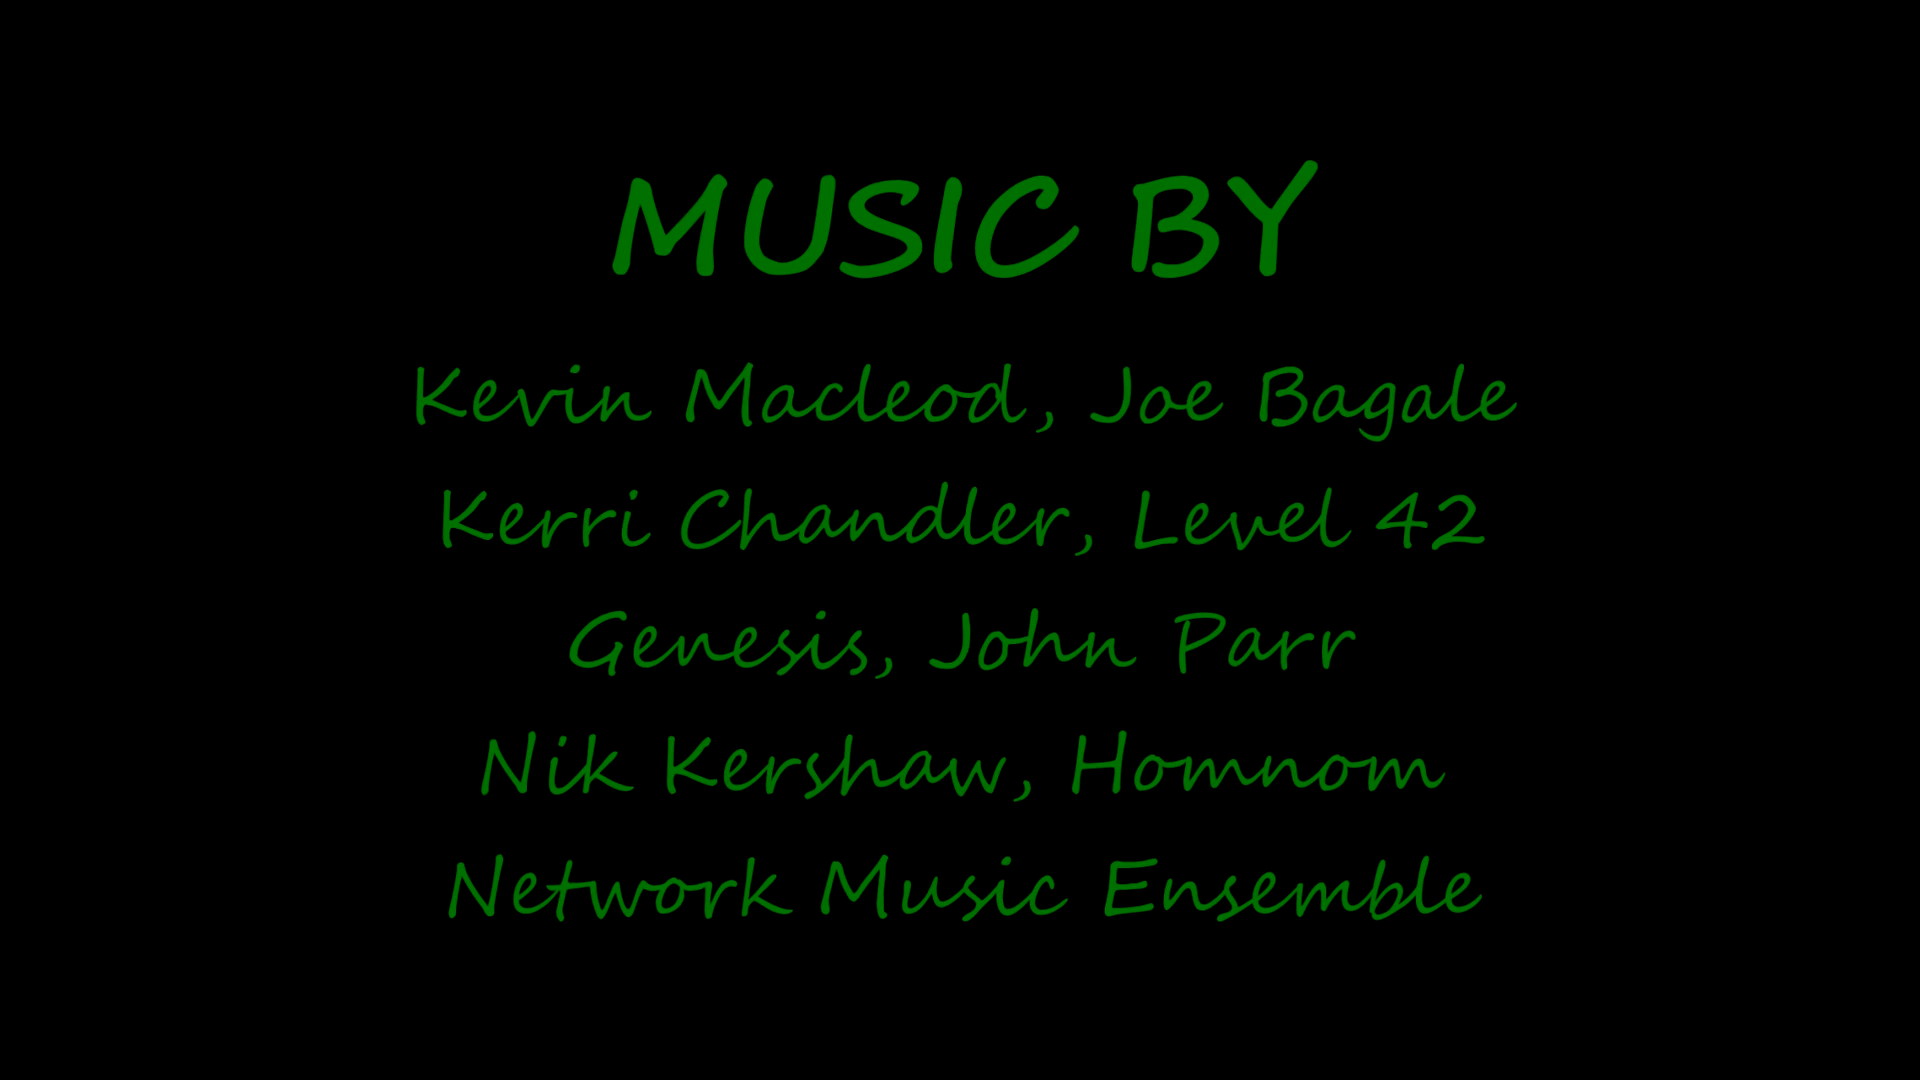 MUSIC BY
Kevin Macleod, Joe Bagale
Kerri Chandler, Level 42
Genesis, John Parr
Nik Kershaw, Homnom
Network Music Ensemble